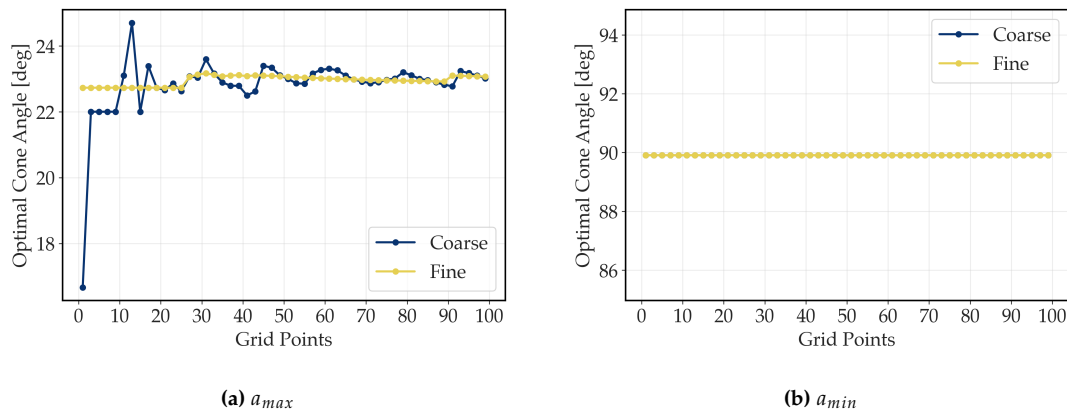 Optimal Cone Angle [deg]
24
22
20
18
0 10 20 30 40 50 60 70 80 90 100
Grid Points
Coarse
Fine
(a) a_max
Optimal Cone Angle [deg]
94
92
90
88
86
0 10 20 30 40 50 60 70 80 90 100
Grid Points
Coarse
Fine
(b) a_min